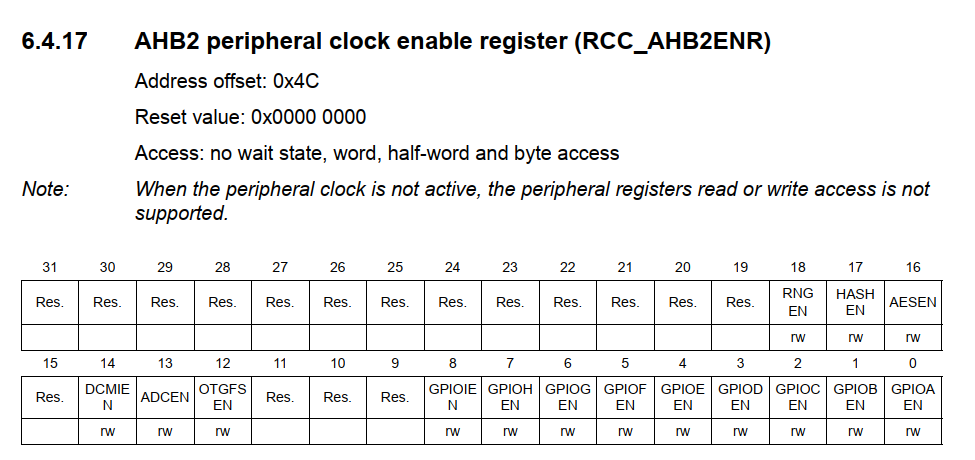 6.4.17 AHB2 peripheral clock enable register (RCC_AHB2ENR)
Address offset: 0x4C
Reset value: 0x0000 0000
Access: no wait state, word, half-word and byte access
Note: When the peripheral clock is not active, the peripheral registers read or write access is not
supported.
31 30 29 28 27 26 25 24 23 22 21 20 19 18 17 16
Res. Res. Res. Res. Res. Res. Res. Res. Res. Res. Res. Res. Res. RNG HASH AESEN
EN EN
rw rw rw
15 14 13 12 11 10 9 8 7 6 5 4 3 2 1 0
Res. DCMIE ADCEN OTGFS Res. Res. Res. GPIOIE GPIOH GPIOG GPIOF GPIOE GPIOD GPIOC GPIOB GPIOA
N EN N EN EN EN EN EN EN EN EN
rw rw rw rw rw rw rw rw rw rw rw rw